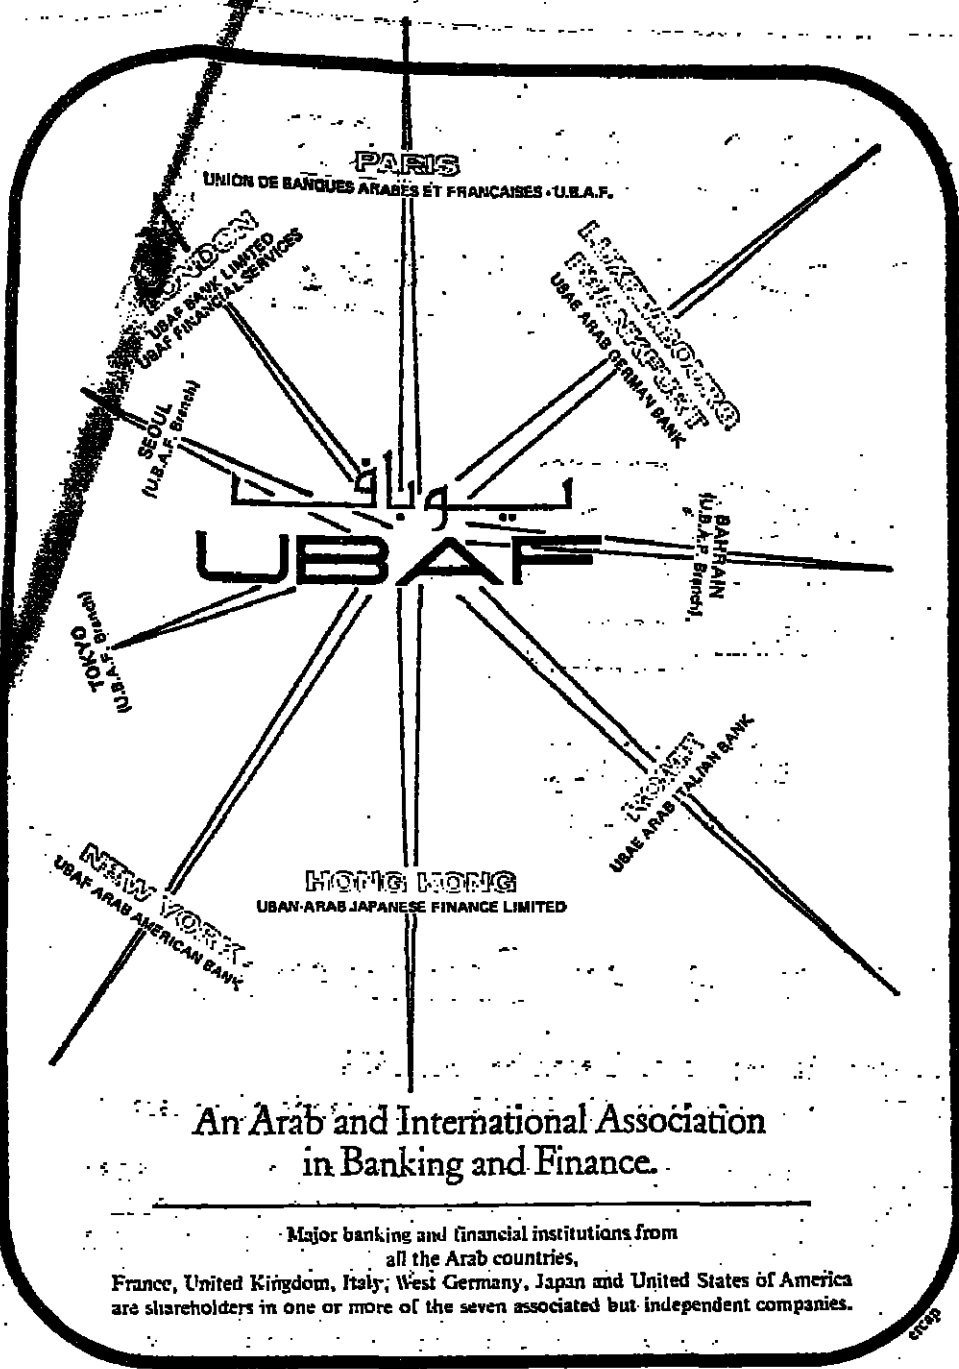 PARIS
UNION DE BANQUES ARABES ET FRANCAISES - U.B.A.F.
LONDON
UBAF BANK LIMITED
UBAF FINANCIAL SERVICES
LUXEMBOURG
FRANKFURT
UBAE ARAB GERMAN BANK
SEOUL
(U.B.A.F. Branch)
يوباف
UBAF
BAHRAIN
(U.B.A.F. Branch)
TOKYO
(U.B.A.F. Branch)
ROME
UBAE ARAB ITALIAN BANK
NEW YORK
UBAF ARAB AMERICAN BANK
HONG KONG
UBAN-ARAB JAPANESE FINANCE LIMITED
An Arab and International Association
in Banking and Finance.
Major banking and financial institutions from
all the Arab countries,
France, United Kingdom, Italy, West Germany, Japan and United States of America
are shareholders in one or more of the seven associated but independent companies.
ercap